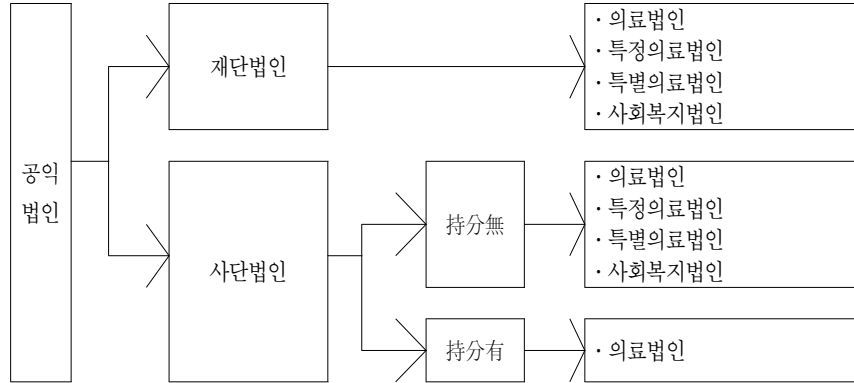 공익
법인
재단법인
· 의료법인
· 특정의료법인
· 특별의료법인
· 사회복지법인
사단법인
持分無
· 의료법인
· 특정의료법인
· 특별의료법인
· 사회복지법인
持分有
· 의료법인